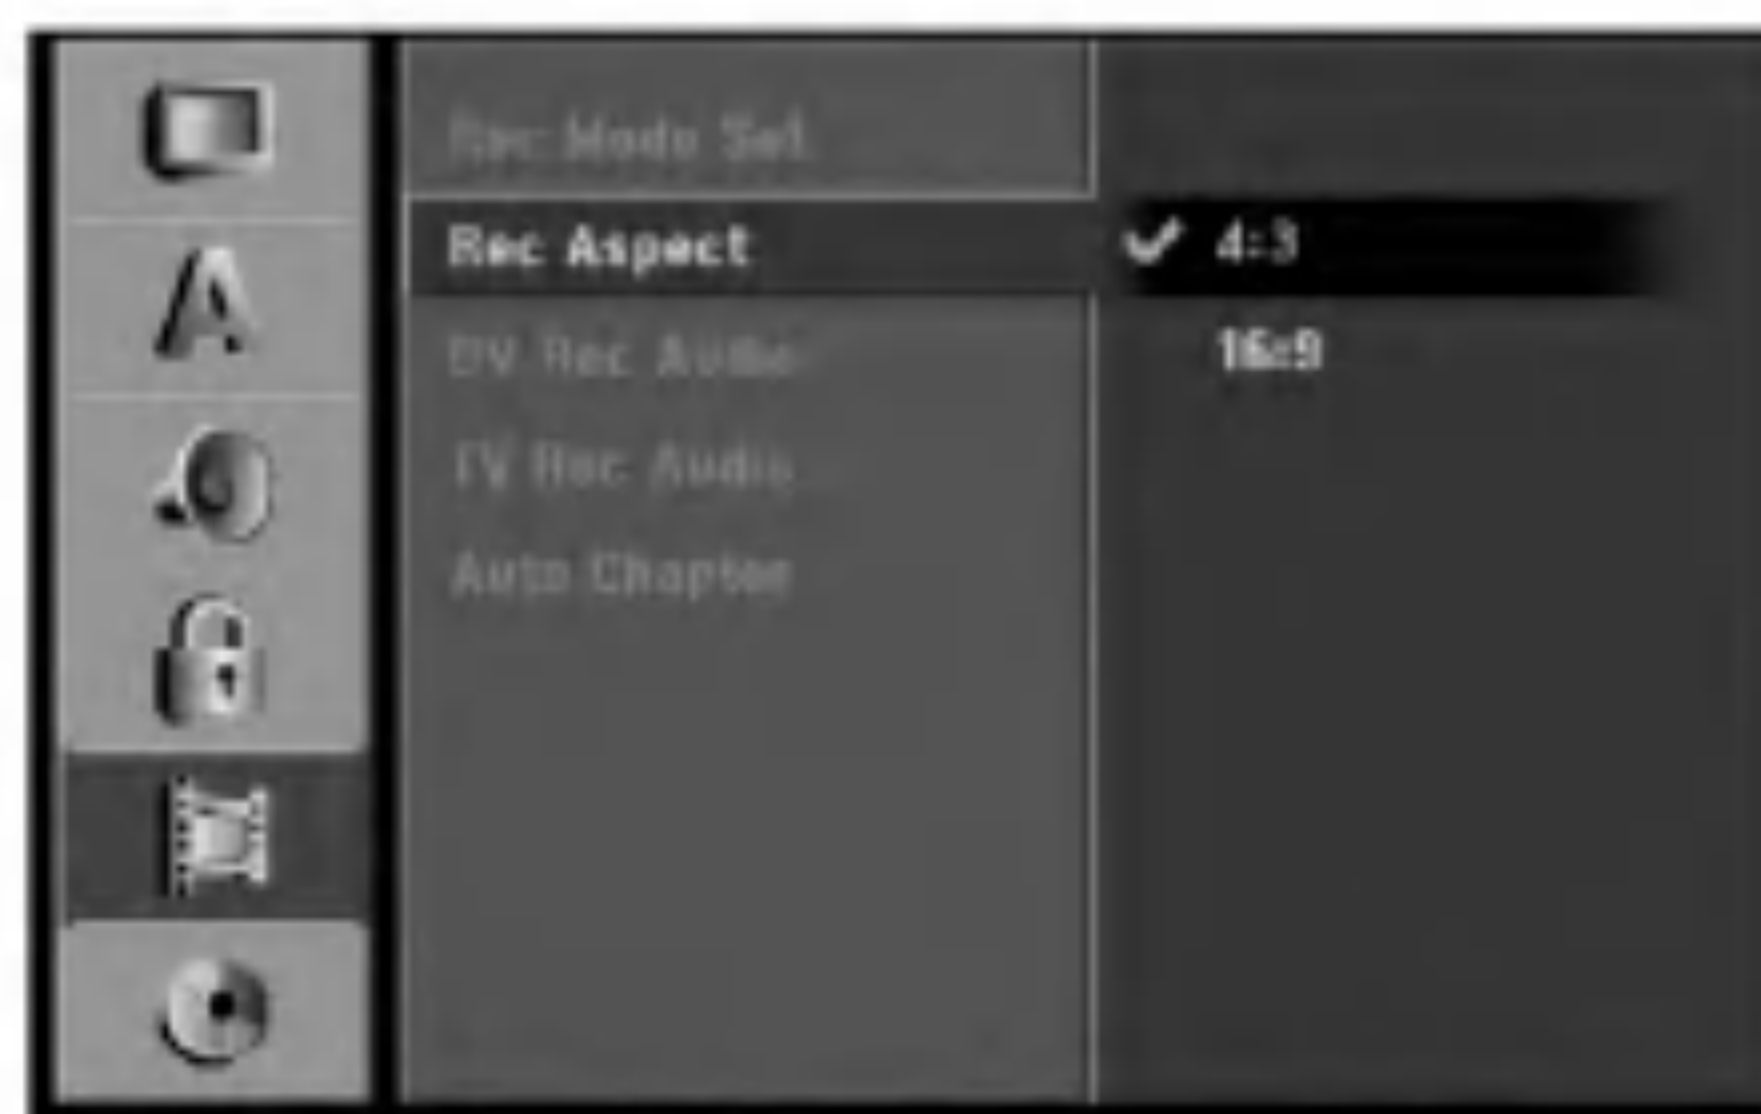 Rec Mode Set
Rec Aspect
✔ 4:3
16:9
DV Rec Audio
TV Rec Audio
Auto Chapter